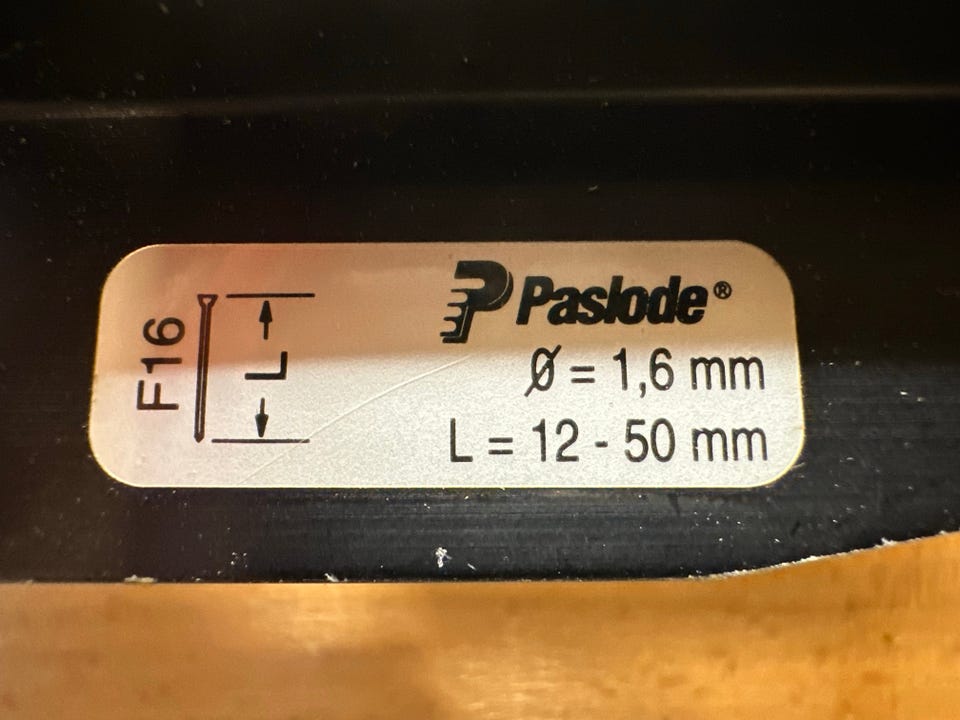 F16
L
Paslode®
Ø = 1,6 mm
L = 12 - 50 mm